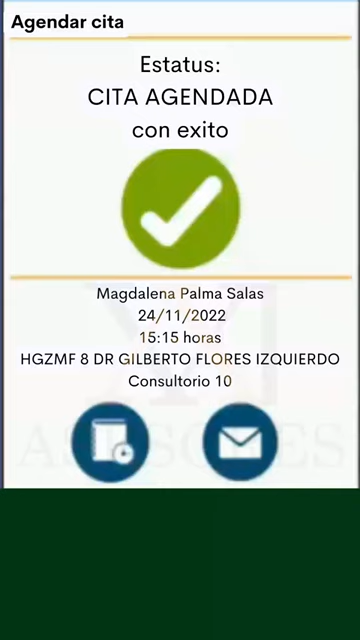 Agendar cita
Estatus:
CITA AGENDADA
con exito
Magdalena Palma Salas
24/11/2022
15:15 horas
HGZMF 8 DR GILBERTO FLORES IZQUIERDO
Consultorio 10